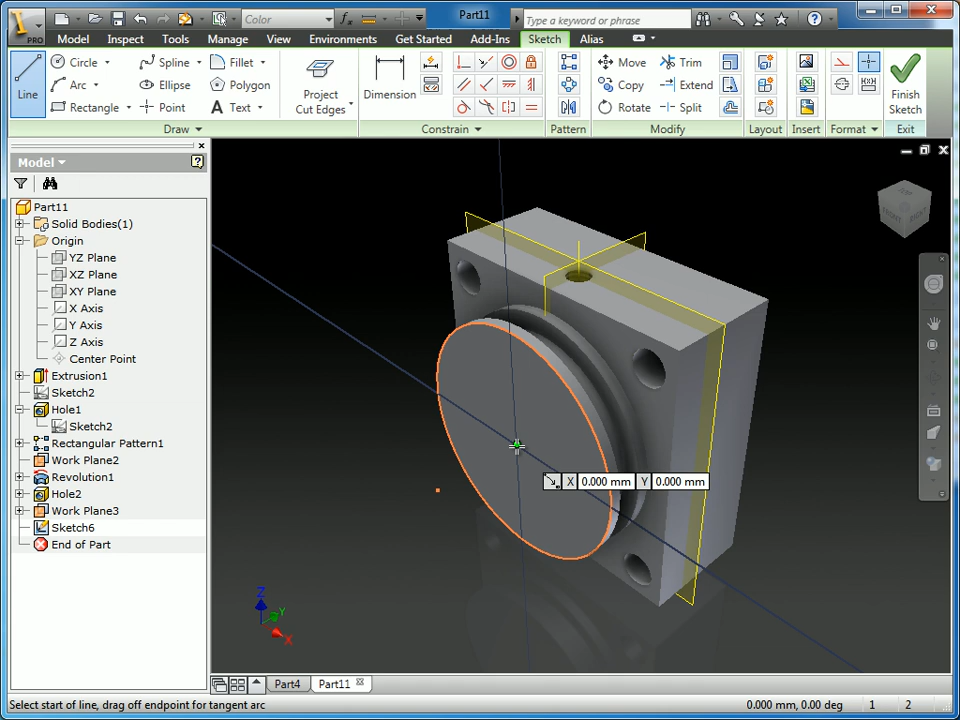 Color
Part11
Type a keyword or phrase
PRO
Model Inspect Tools Manage View Environments Get Started Add-Ins Sketch Alias
Line
Circle
Arc
Rectangle
Spline
Ellipse
Point
Fillet
Polygon
Text
Project
Cut Edges
Dimension
Move
Copy
Rotate
Trim
Extend
Split
Finish
Sketch
Draw
Constrain
Pattern
Modify
Layout
Insert
Format
Exit
Model
Part11
Solid Bodies(1)
Origin
YZ Plane
XZ Plane
XY Plane
X Axis
Y Axis
Z Axis
Center Point
Extrusion1
Sketch2
Hole1
Sketch2
Rectangular Pattern1
Work Plane2
Revolution1
Hole2
Work Plane3
Sketch6
End of Part
X 0.000 mm Y 0.000 mm
Z
Y
X
Part4 Part11
Select start of line, drag off endpoint for tangent arc
0.000 mm, 0.00 deg 1 2